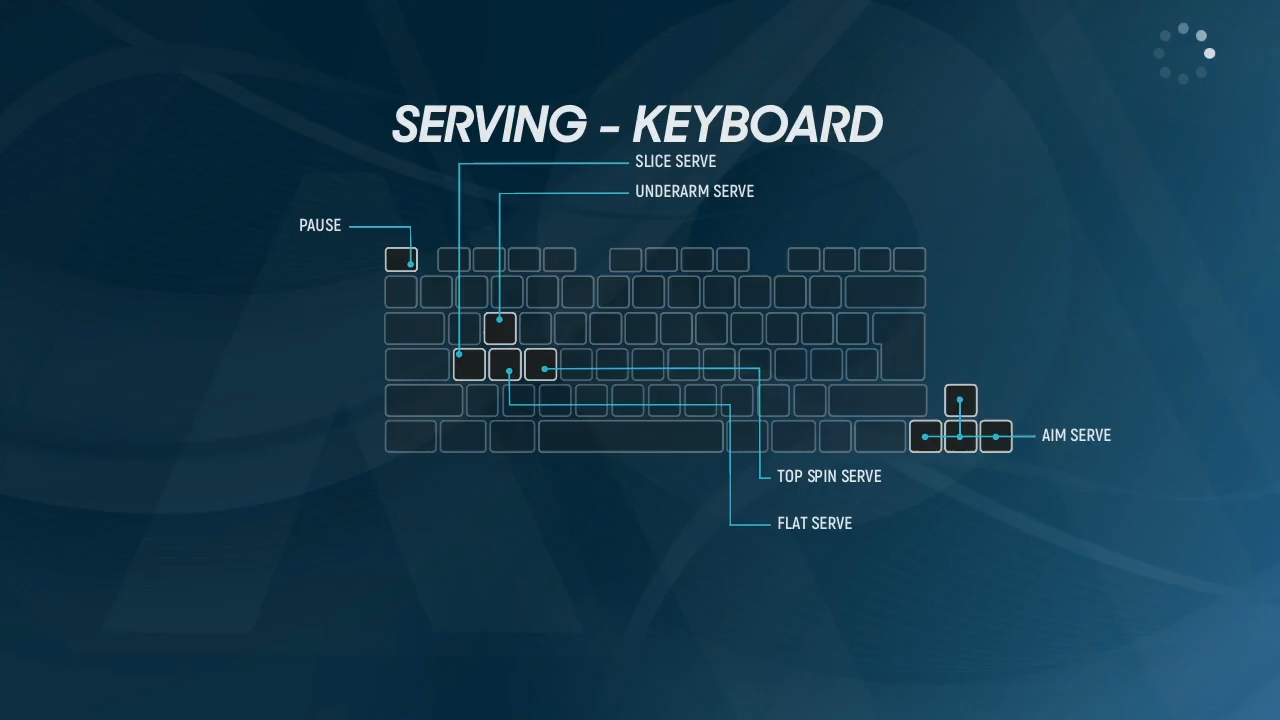 SERVING - KEYBOARD
SLICE SERVE
UNDERARM SERVE
PAUSE
AIM SERVE
TOP SPIN SERVE
FLAT SERVE